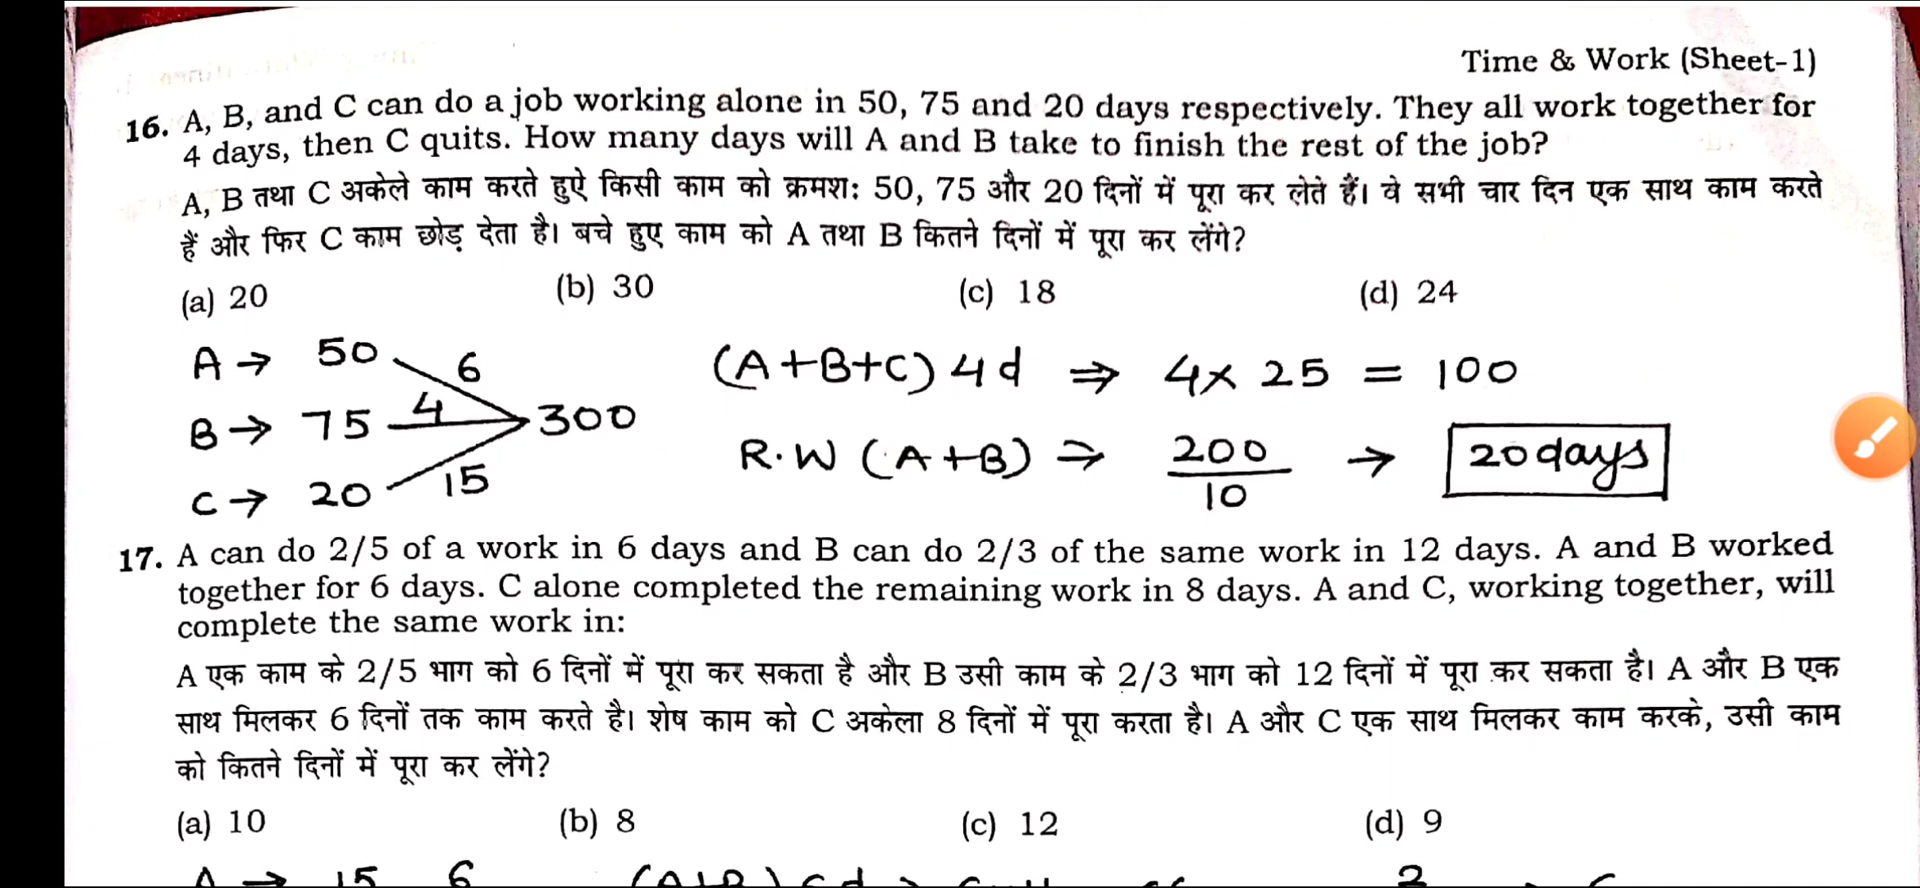 Time & Work (Sheet-1)
16. A, B, and C can do a job working alone in 50, 75 and 20 days respectively. They all work together for
4 days, then C quits. How many days will A and B take to finish the rest of the job?
A, B तथा C अकेले काम करते हुऐ किसी काम को क्रमश: 50, 75 और 20 दिनों में पूरा कर लेते हैं। वे सभी चार दिन एक साथ काम करते
हैं और फिर C काम छोड़ देता है। बचे हुए काम को A तथा B कितने दिनों में पूरा कर लेंगे?
(a) 20 (b) 30 (c) 18 (d) 24
A → 50 6 (A+B+C) 4d ⇒ 4 x 25 = 100
B → 75 4 300
R.W (A+B) ⇒ 200/10 → 20 days
C → 20 15
17. A can do 2/5 of a work in 6 days and B can do 2/3 of the same work in 12 days. A and B worked
together for 6 days. C alone completed the remaining work in 8 days. A and C, working together, will
complete the same work in:
A एक काम के 2/5 भाग को 6 दिनों में पूरा कर सकता है और B उसी काम के 2/3 भाग को 12 दिनों में पूरा कर सकता है। A और B एक
साथ मिलकर 6 दिनों तक काम करते है। शेष काम को C अकेला 8 दिनों में पूरा करता है। A और C एक साथ मिलकर काम करके, उसी काम
को कितने दिनों में पूरा कर लेंगे?
(a) 10 (b) 8 (c) 12 (d) 9
A → 15 6